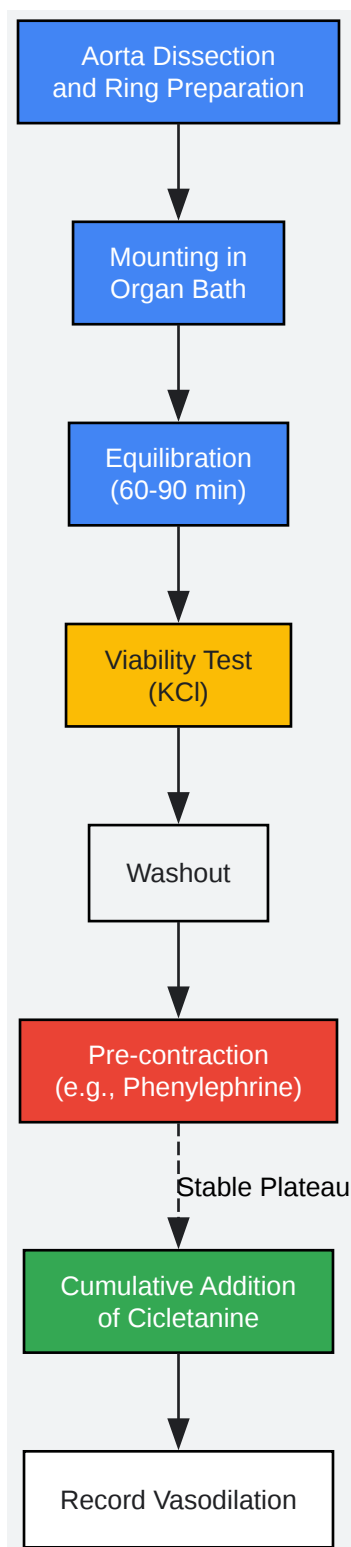 Aorta Dissection
and Ring Preparation
Mounting in
Organ Bath
Equilibration
(60-90 min)
Viability Test
(KCl)
Washout
Pre-contraction
(e.g., Phenylephrine)
Stable Plateau
Cumulative Addition
of Cicletanine
Record Vasodilation